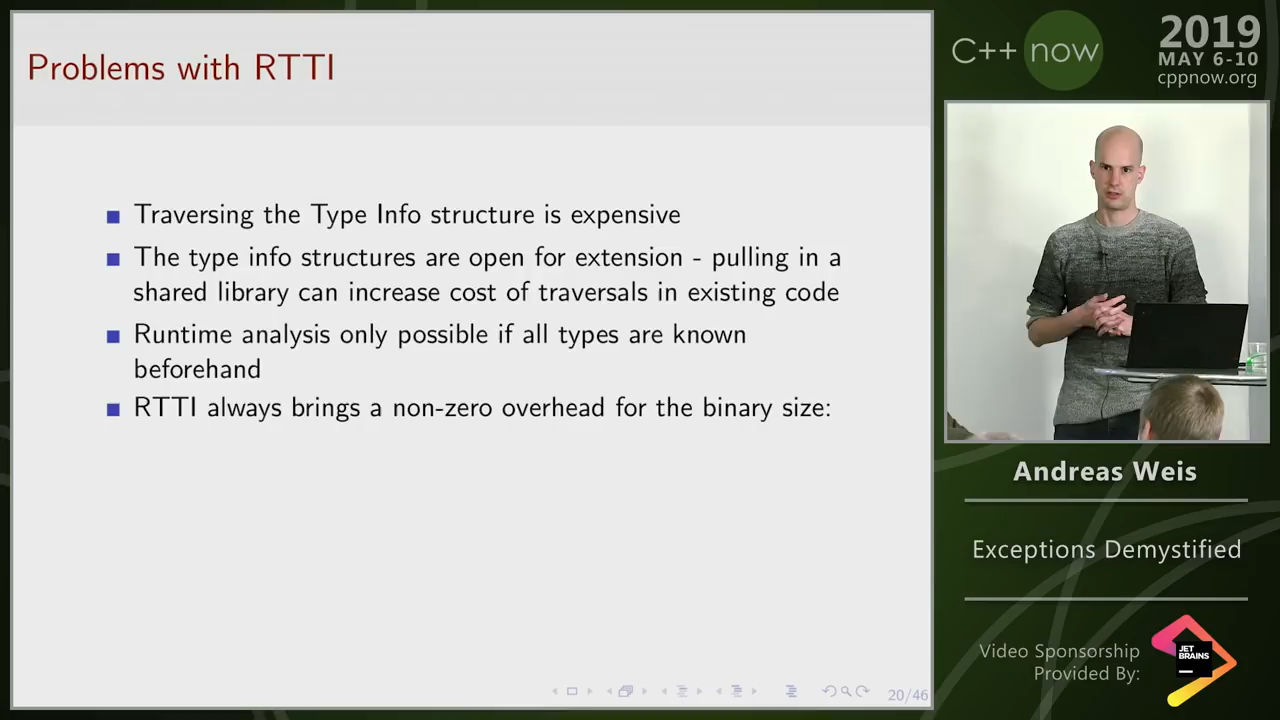 Problems with RTTI
Traversing the Type Info structure is expensive
The type info structures are open for extension - pulling in a
shared library can increase cost of traversals in existing code
Runtime analysis only possible if all types are known
beforehand
RTTI always brings a non-zero overhead for the binary size:
20/46
C++ now
2019
MAY 6-10
cppnow.org
Andreas Weis
Exceptions Demystified
Video Sponsorship
Provided By:
JET
BRAINS